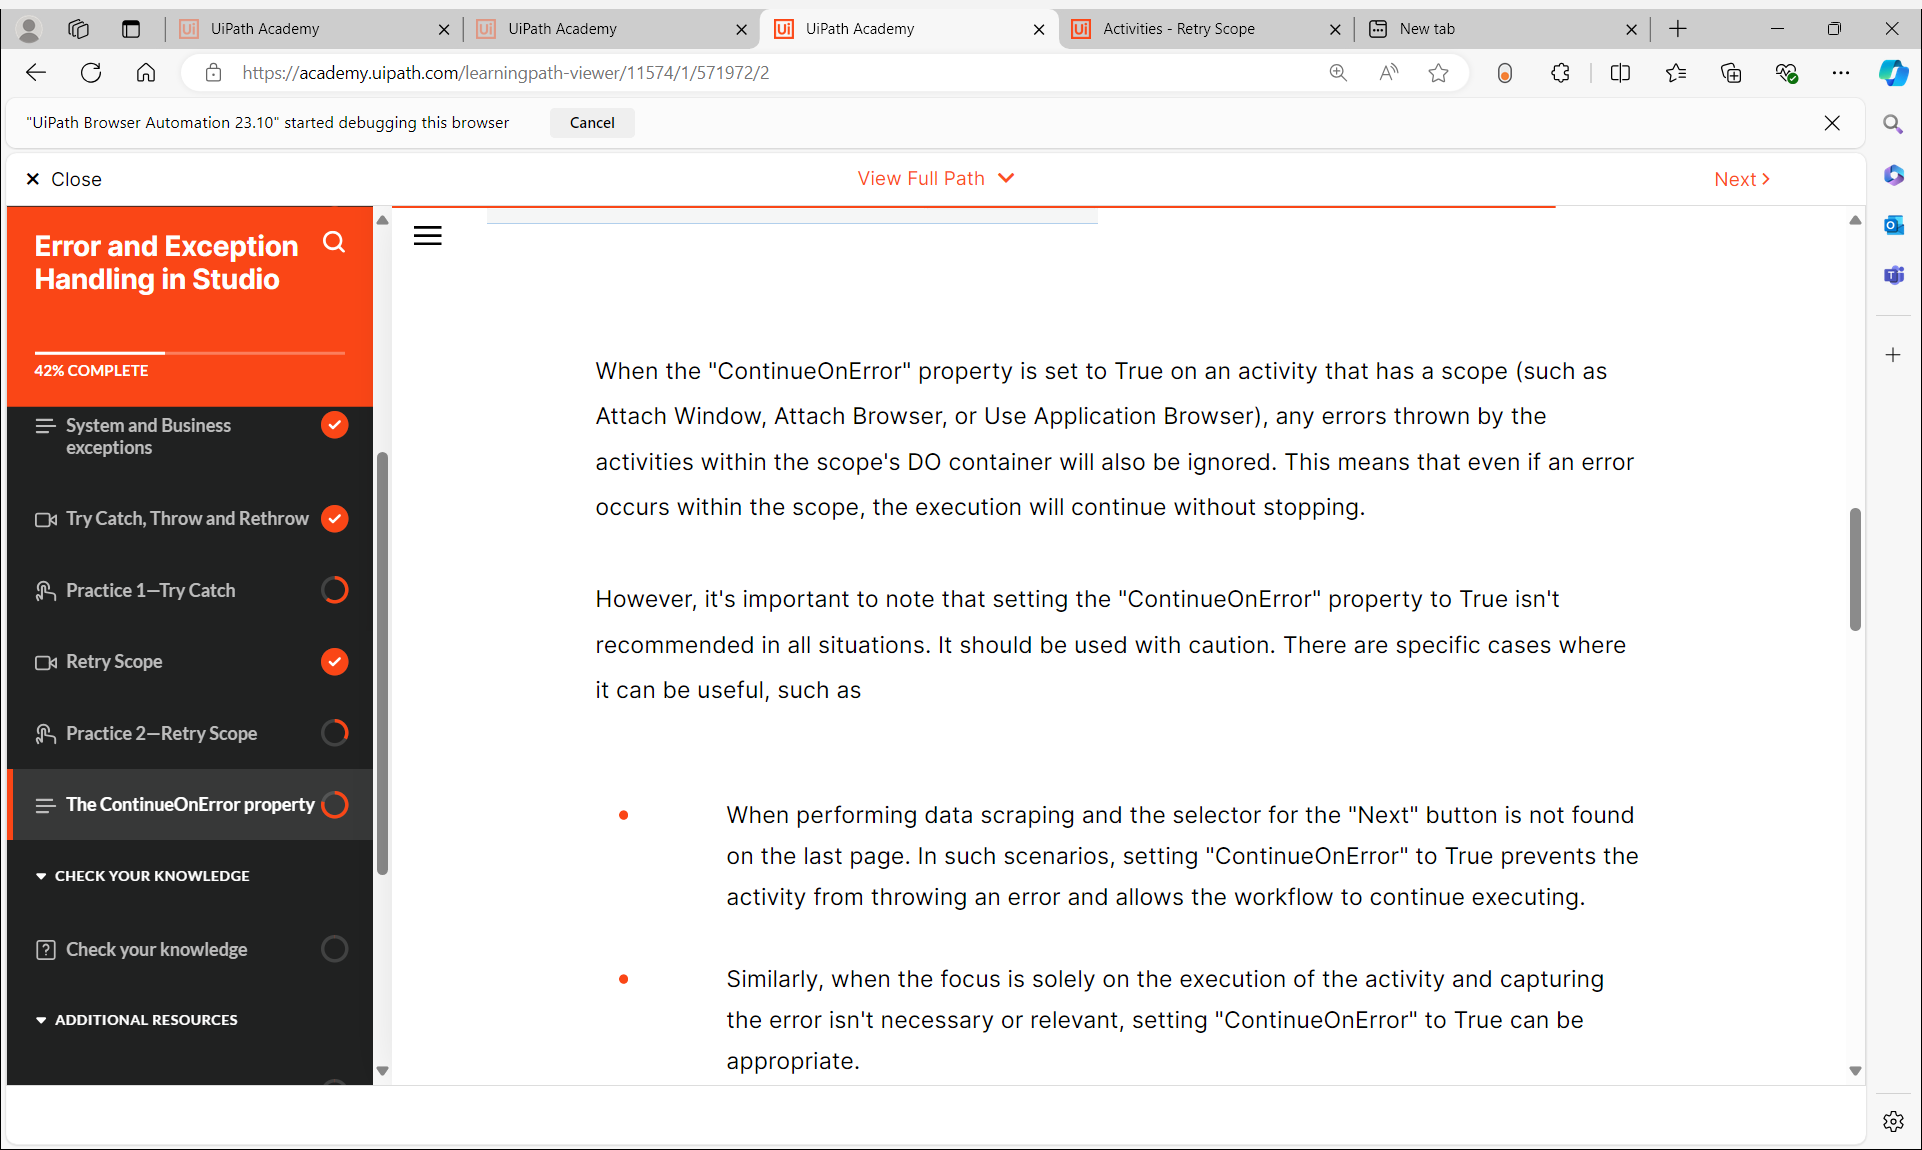 UiPath Academy
UiPath Academy
UiPath Academy
Activities - Retry Scope
New tab
https://academy.uipath.com/learningpath-viewer/11574/1/571972/2
"UiPath Browser Automation 23.10" started debugging this browser
Cancel
Close
View Full Path
Next
Error and Exception
Handling in Studio
42% COMPLETE
System and Business
exceptions
Try Catch, Throw and Rethrow
Practice 1—Try Catch
Retry Scope
Practice 2—Retry Scope
The ContinueOnError property
CHECK YOUR KNOWLEDGE
Check your knowledge
ADDITIONAL RESOURCES
When the "ContinueOnError" property is set to True on an activity that has a scope (such as
Attach Window, Attach Browser, or Use Application Browser), any errors thrown by the
activities within the scope's DO container will also be ignored. This means that even if an error
occurs within the scope, the execution will continue without stopping.
However, it's important to note that setting the "ContinueOnError" property to True isn't
recommended in all situations. It should be used with caution. There are specific cases where
it can be useful, such as
When performing data scraping and the selector for the "Next" button is not found
on the last page. In such scenarios, setting "ContinueOnError" to True prevents the
activity from throwing an error and allows the workflow to continue executing.
Similarly, when the focus is solely on the execution of the activity and capturing
the error isn't necessary or relevant, setting "ContinueOnError" to True can be
appropriate.